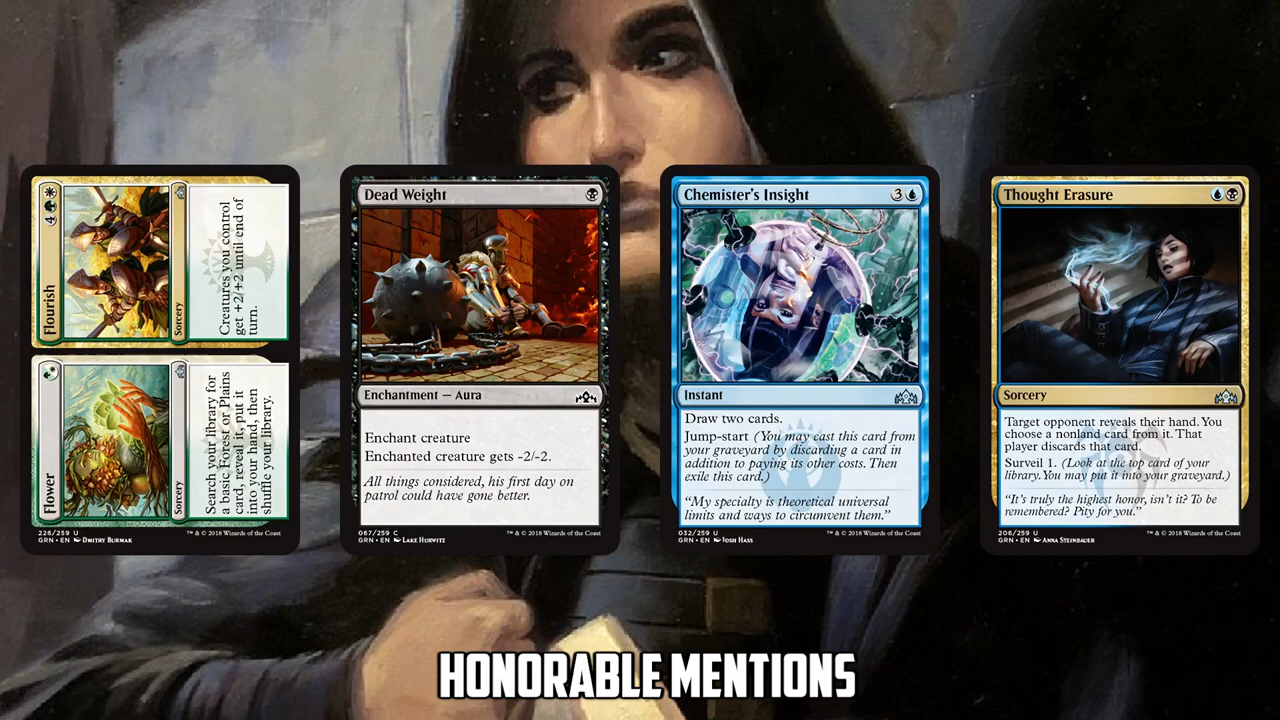 Flourish
Sorcery
Creatures you control
get +2/+2 until end of
turn.
Flower
Sorcery
Search your library for
a basic Forest or Plains
card, reveal it, put it
into your hand, then
shuffle your library.
226/259 U
GRN • EN DMITRY BURMAK
™ & © 2018 Wizards of the Coast
Dead Weight
Enchantment — Aura
Enchant creature
Enchanted creature gets -2/-2.
All things considered, his first day on
patrol could have gone better.
067/259 C
GRN • EN LAKE HURWITZ
™ & © 2018 Wizards of the Coast
Chemister's Insight 3
Instant
Draw two cards.
Jump-start (You may cast this card from
your graveyard by discarding a card in
addition to paying its other costs. Then
exile this card.)
“My specialty is theoretical universal
limits and ways to circumvent them.”
032/259 U
GRN • EN JOSH HASS
™ & © 2018 Wizards of the Coast
Thought Erasure
Sorcery
Target opponent reveals their hand. You
choose a nonland card from it. That
player discards that card.
Surveil 1. (Look at the top card of your
library. You may put it into your graveyard.)
“It's truly the highest honor, isn't it? To be
remembered? Pity for you.”
206/259 U
GRN • EN ANNA STEINBAUER
™ & © 2018 Wizards of the Coast
HONORABLE MENTIONS